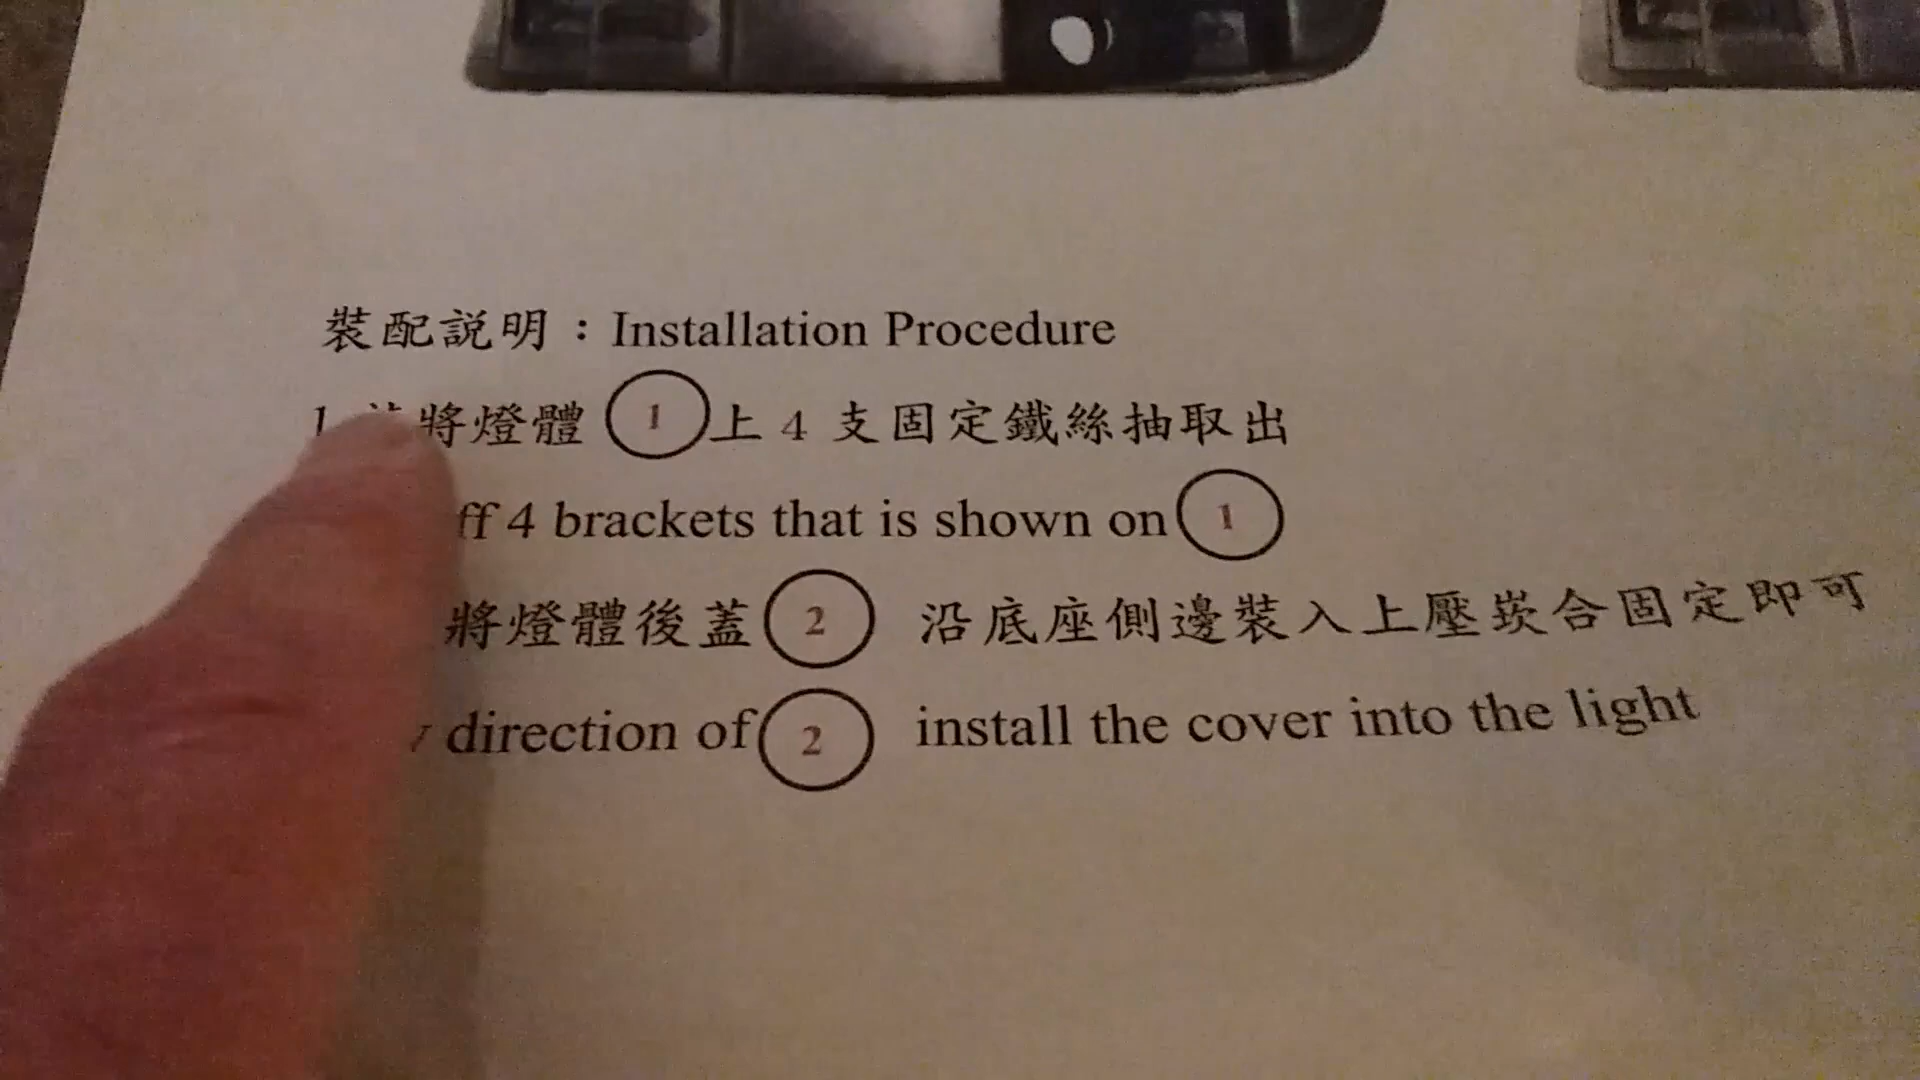 裝配説明：Installation Procedure
1 將燈體 1 上 4 支固定鐵絲抽取出
ff 4 brackets that is shown on 1
將燈體後蓋 2 沿底座側邊裝入上壓崁合固定即可
direction of 2 install the cover into the light